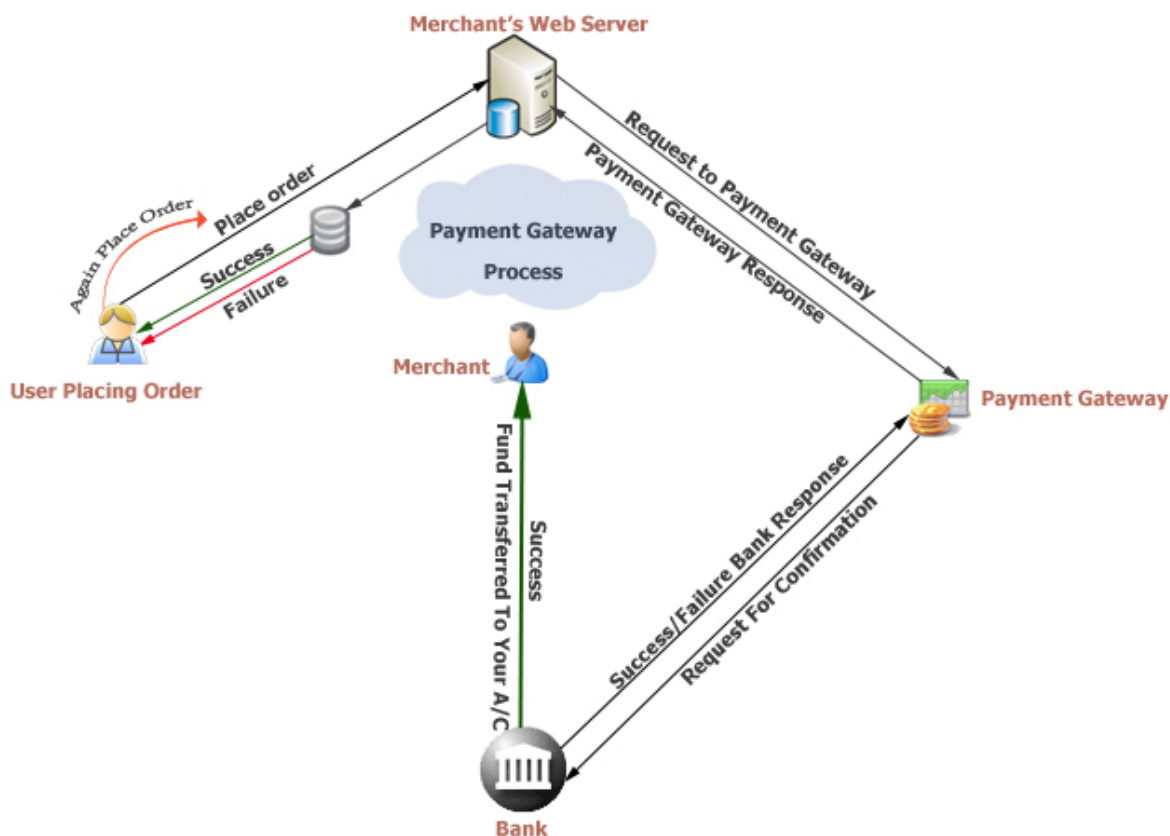 Merchant's Web Server
Place order
Again Place Order
Success
Failure
User Placing Order
Payment Gateway
Process
Request to Payment Gateway
Payment Gateway Response
Merchant
Payment Gateway
Fund Transferred To Your A/C
Success
Success/Failure Bank Response
Request For Confirmation
Bank